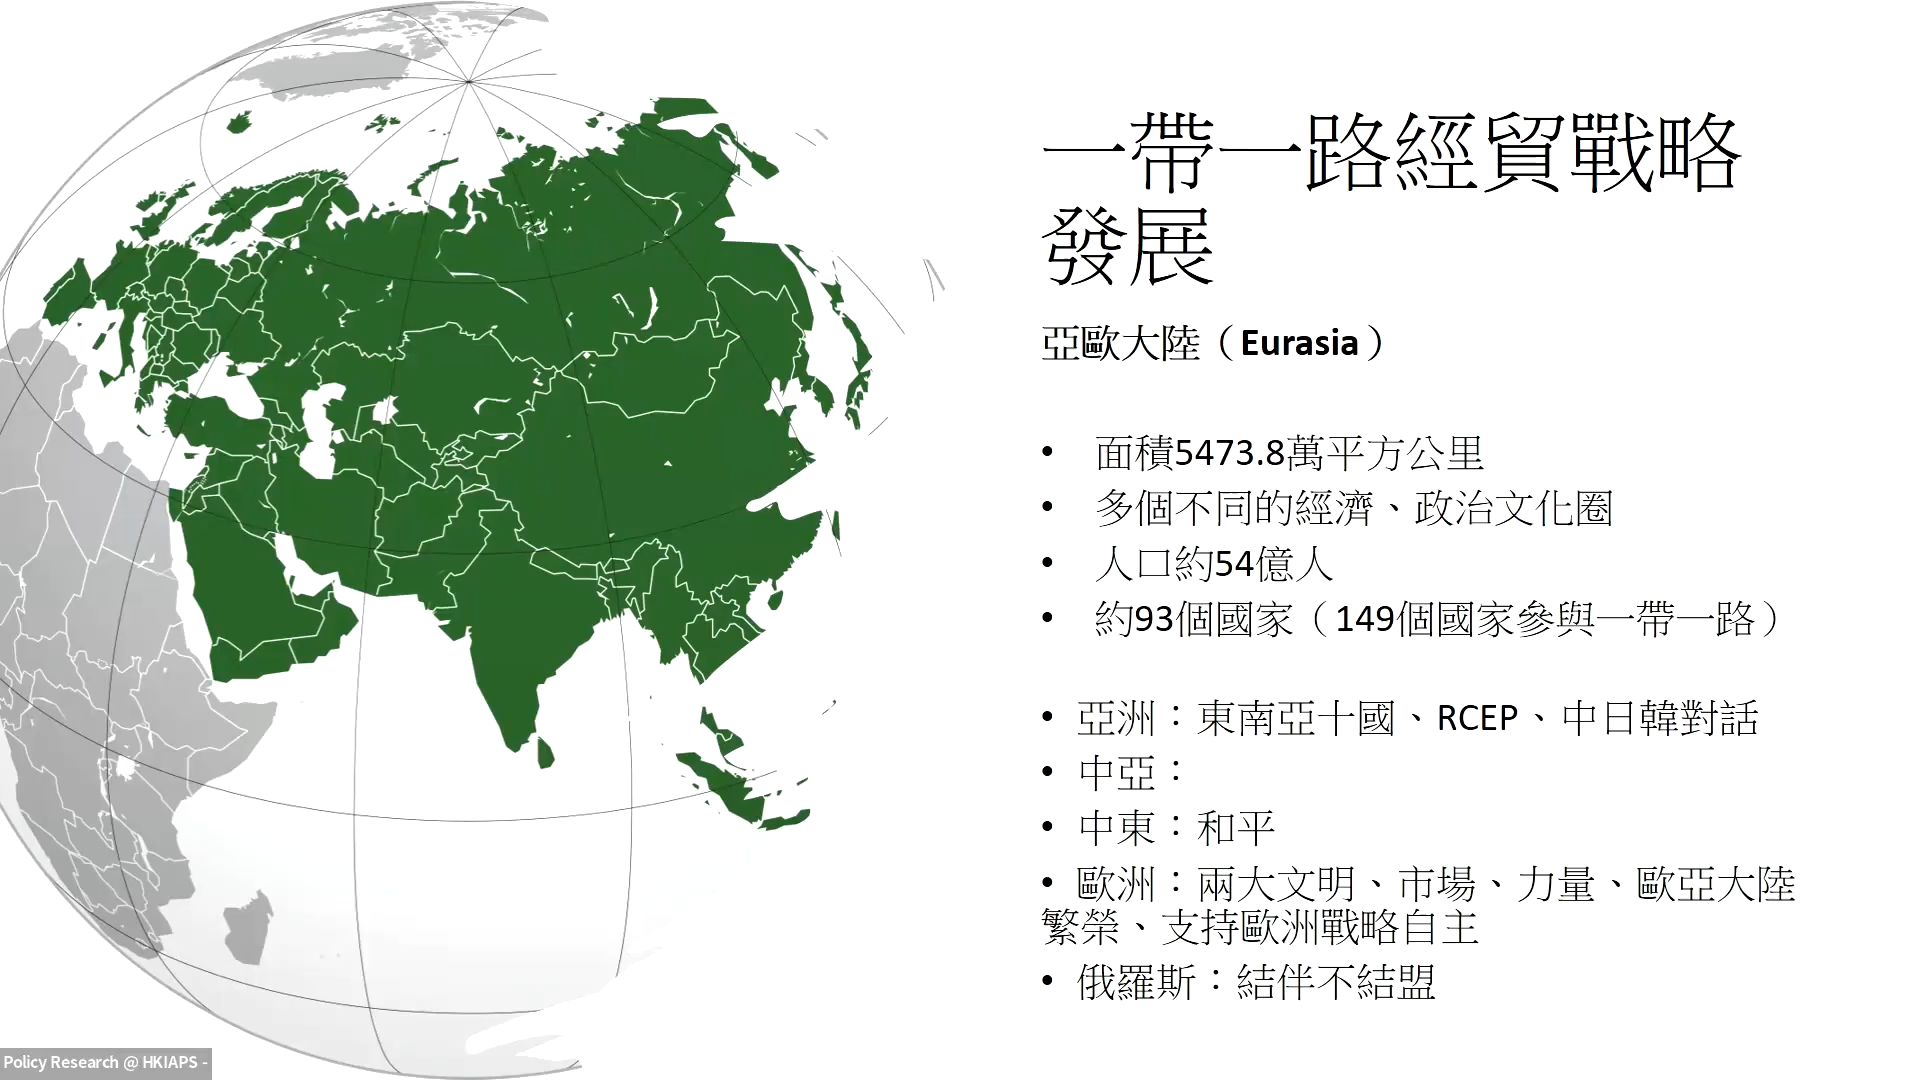 一帶一路經貿戰略
發展
亞歐大陸（Eurasia）
• 面積5473.8萬平方公里
• 多個不同的經濟、政治文化圈
• 人口約54億人
• 約93個國家（149個國家參與一帶一路）
• 亞洲：東南亞十國、RCEP、中日韓對話
• 中亞：
• 中東：和平
• 歐洲：兩大文明、市場、力量、歐亞大陸
繁榮、支持歐洲戰略自主
• 俄羅斯：結伴不結盟
Policy Research @ HKIAPS -